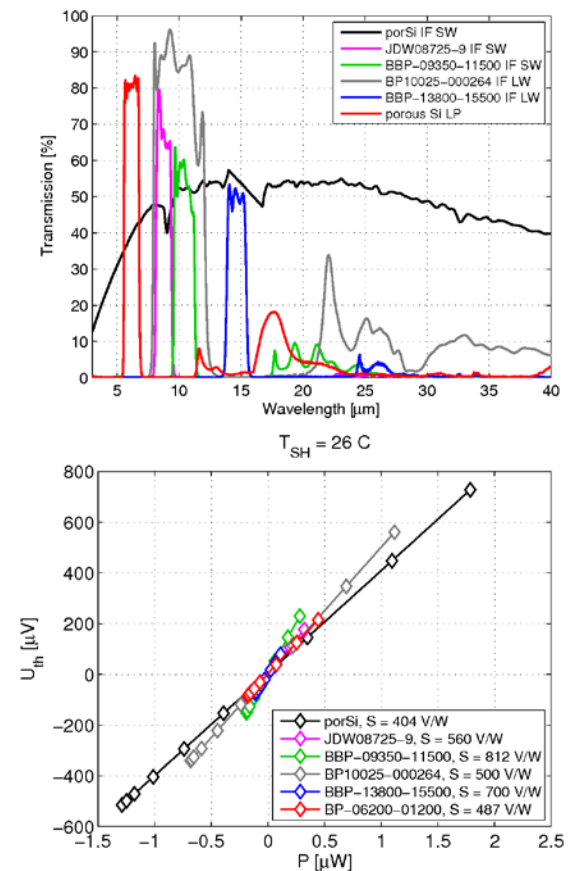 porSi IF SW
JDW08725-9 IF SW
BBP-09350-11500 IF SW
BP10025-000264 IF LW
BBP-13800-15500 IF LW
porous Si LP
100
90
80
70
60
50
40
30
20
10
0
Transmission [%]
5 10 15 20 25 30 35 40
Wavelength [μm]
T_SH = 26 C
800
600
400
200
0
−200
−400
−600
U_th [μV]
porSi, S = 404 V/W
JDW08725-9, S = 560 V/W
BBP-09350-11500, S = 812 V/W
BP10025-000264, S = 500 V/W
BBP-13800-15500, S = 700 V/W
BP-06200-01200, S = 487 V/W
−1.5 −1 −0.5 0 0.5 1 1.5 2 2.5
P [μW]